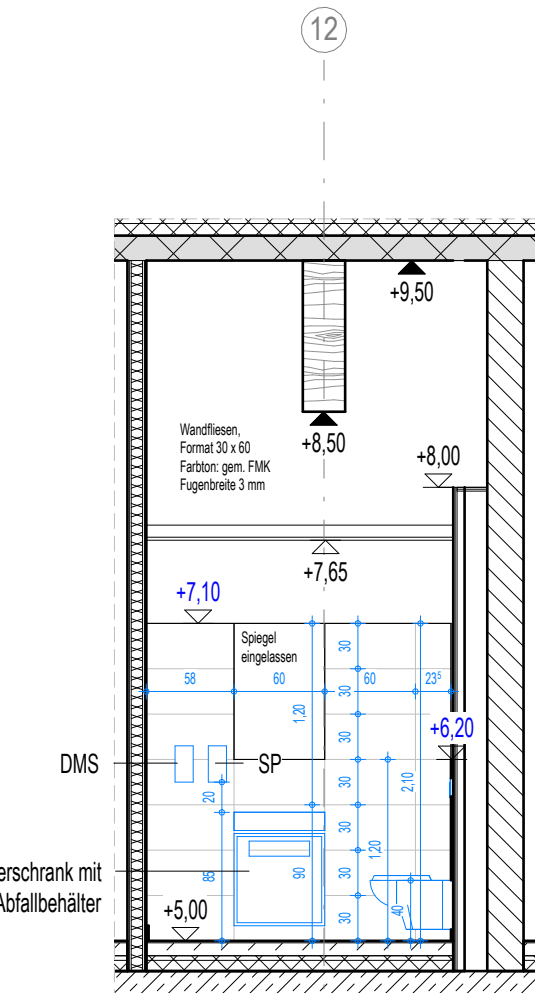 12
+9,50
+8,50
Wandfliesen,
Format 30 x 60
Farbton: gem. FMK
Fugenbreite 3 mm
+8,00
+7,65
+7,10
Spiegel
eingelassen
58
60
60
23⁵
30
30
30
30
30
30
30
1,20
2,10
1,20
+6,20
DMS
SP
20
85
90
40
erschrank mit
Abfallbehälter
+5,00